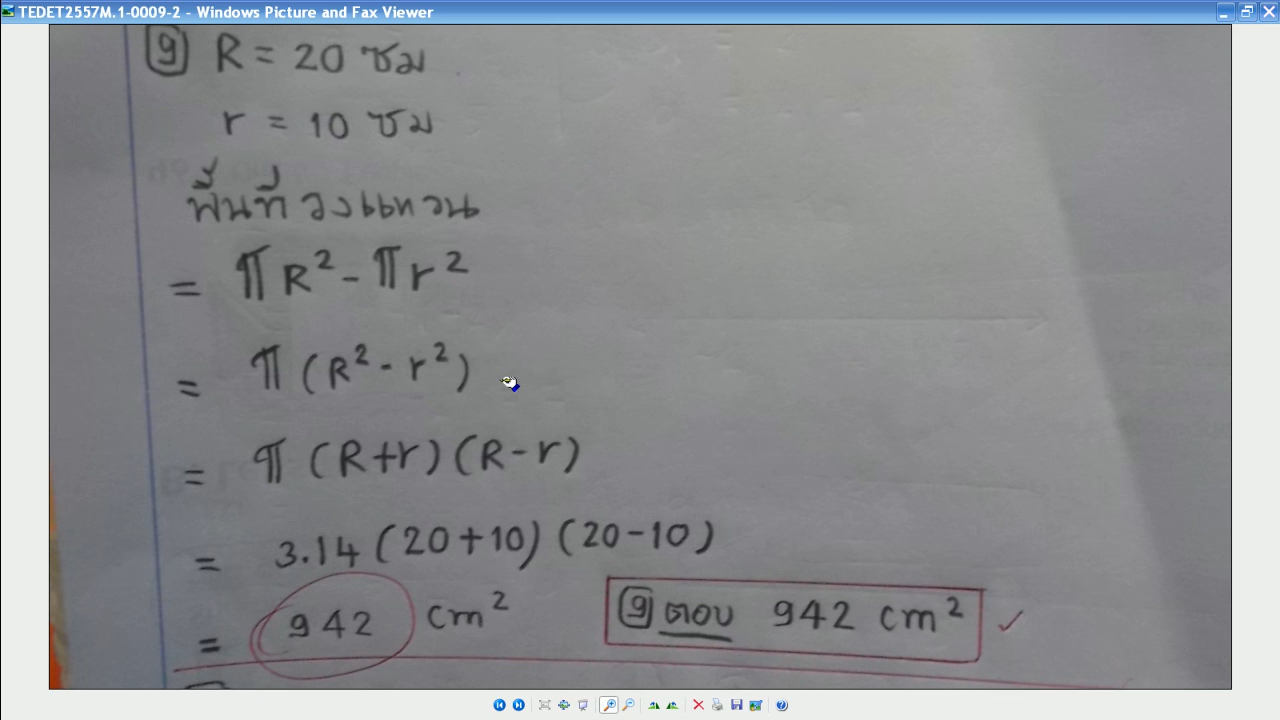 TEDET2557M.1-0009-2 - Windows Picture and Fax Viewer
9 R = 20 ซม
r = 10 ซม
พื้นที่วงแหวน
= πR² - πr²
= π (R² - r²)
= π (R+r) (R-r)
= 3.14 (20+10) (20-10)
= 942 cm²
9 ตอบ 942 cm² ✓